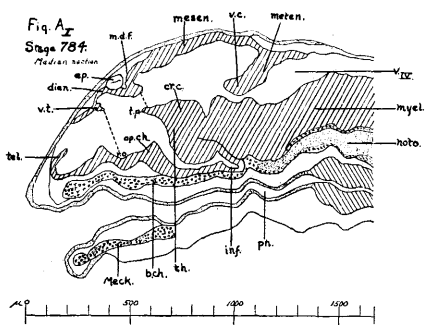 Fig. A I
Stage 784.
Median section
m.d.f.
mesen.
v.c.
meten.
ep.
dien.
v.t.
t.p.
cr.c.
v. IV.
myel.
noto.
op.ch.
tel.
Meck.
b.ch.
th.
inf.
ph.
μ 0 500 1000 1500